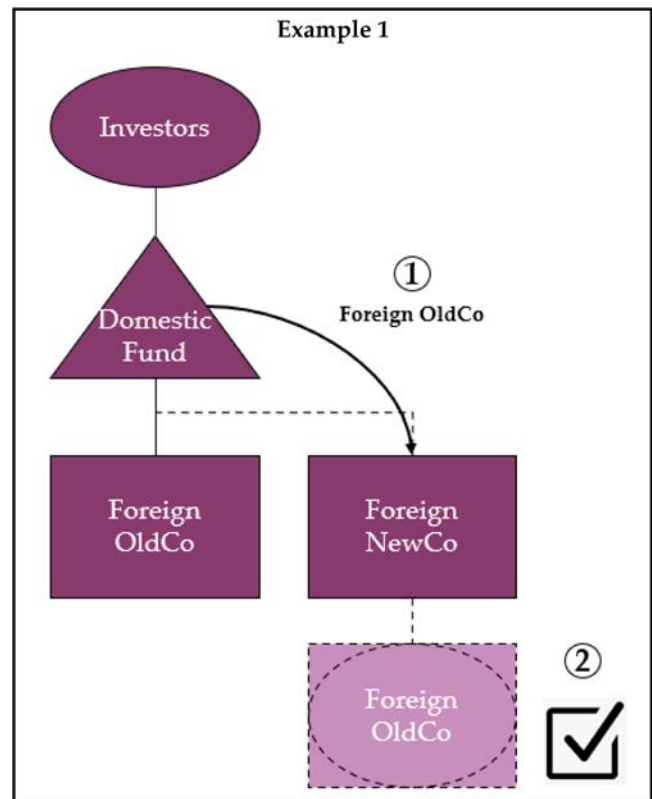 Example 1
Investors
①
Foreign OldCo
Domestic
Fund
Foreign
OldCo
Foreign
NewCo
②
Foreign
OldCo